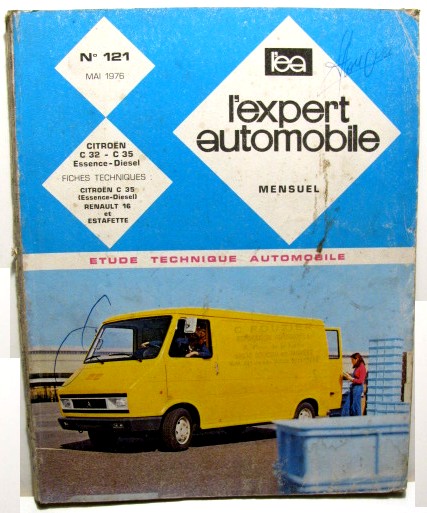 N° 121
MAI 1976
lea
l'expert
automobile
MENSUEL
CITROËN
C 32 - C 35
Essence-Diesel
FICHES TECHNIQUES :
CITROËN C 35
(Essence-Diesel)
RENAULT 16
et
ESTAFETTE
ETUDE TECHNIQUE AUTOMOBILE